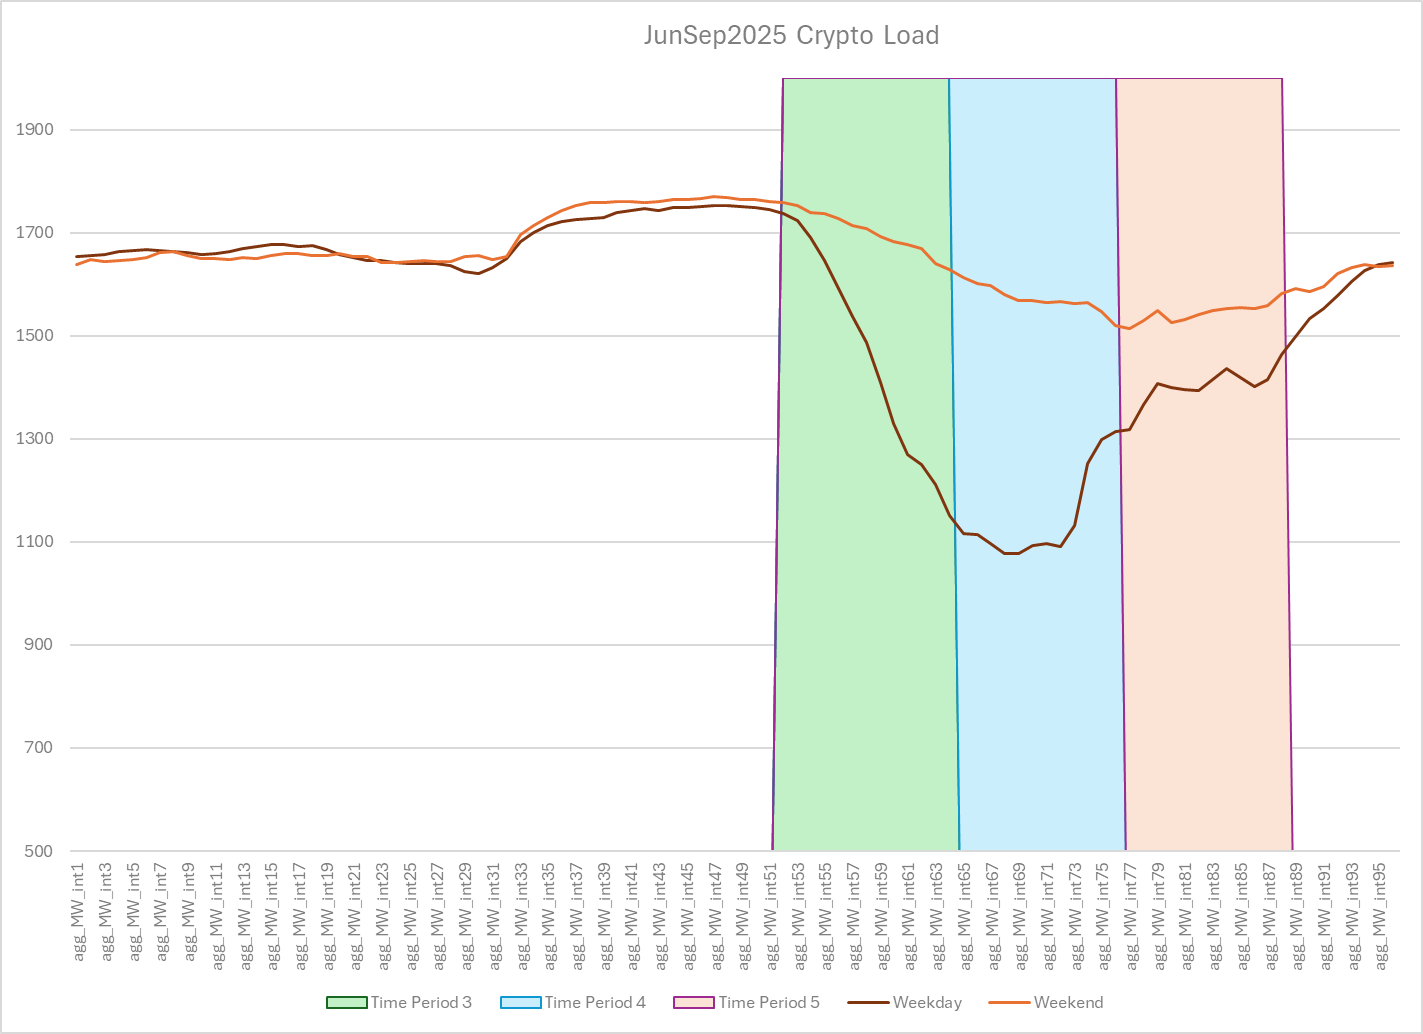 JunSep2025 Crypto Load
1900
1700
1500
1300
1100
900
700
500
agg_MW_int1
agg_MW_int3
agg_MW_int5
agg_MW_int7
agg_MW_int9
agg_MW_int11
agg_MW_int13
agg_MW_int15
agg_MW_int17
agg_MW_int19
agg_MW_int21
agg_MW_int23
agg_MW_int25
agg_MW_int27
agg_MW_int29
agg_MW_int31
agg_MW_int33
agg_MW_int35
agg_MW_int37
agg_MW_int39
agg_MW_int41
agg_MW_int43
agg_MW_int45
agg_MW_int47
agg_MW_int49
agg_MW_int51
agg_MW_int53
agg_MW_int55
agg_MW_int57
agg_MW_int59
agg_MW_int61
agg_MW_int63
agg_MW_int65
agg_MW_int67
agg_MW_int69
agg_MW_int71
agg_MW_int73
agg_MW_int75
agg_MW_int77
agg_MW_int79
agg_MW_int81
agg_MW_int83
agg_MW_int85
agg_MW_int87
agg_MW_int89
agg_MW_int91
agg_MW_int93
agg_MW_int95
Time Period 3
Time Period 4
Time Period 5
Weekday
Weekend